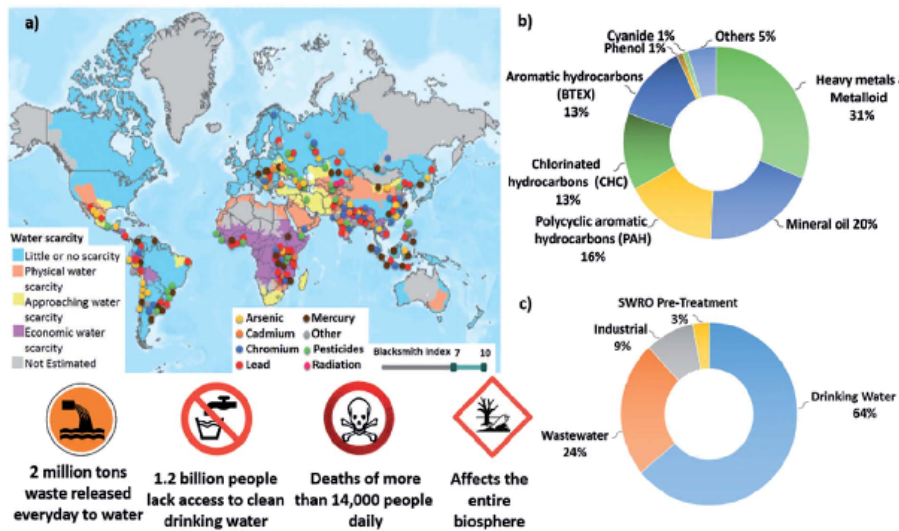 a)
Water scarcity
Little or no scarcity
Physical water
scarcity
Approaching water
scarcity
Economic water
scarcity
Not Estimated
Arsenic
Cadmium
Chromium
Lead
Mercury
Other
Pesticides
Radiation
Blacksmith Index 7 10
2 million tons
waste released
everyday to water
1.2 billion people
lack access to clean
drinking water
Deaths of more
than 14,000 people
daily
Affects the
entire
biosphere
b)
Cyanide 1%
Phenol 1%
Others 5%
Aromatic hydrocarbons
(BTEX)
13%
Heavy metals
Metalloid
31%
Chlorinated
hydrocarbons (CHC)
13%
Polycyclic aromatic
hydrocarbons (PAH)
16%
Mineral oil 20%
c)
SWRO Pre-Treatment
3%
Industrial
9%
Drinking Water
64%
Wastewater
24%